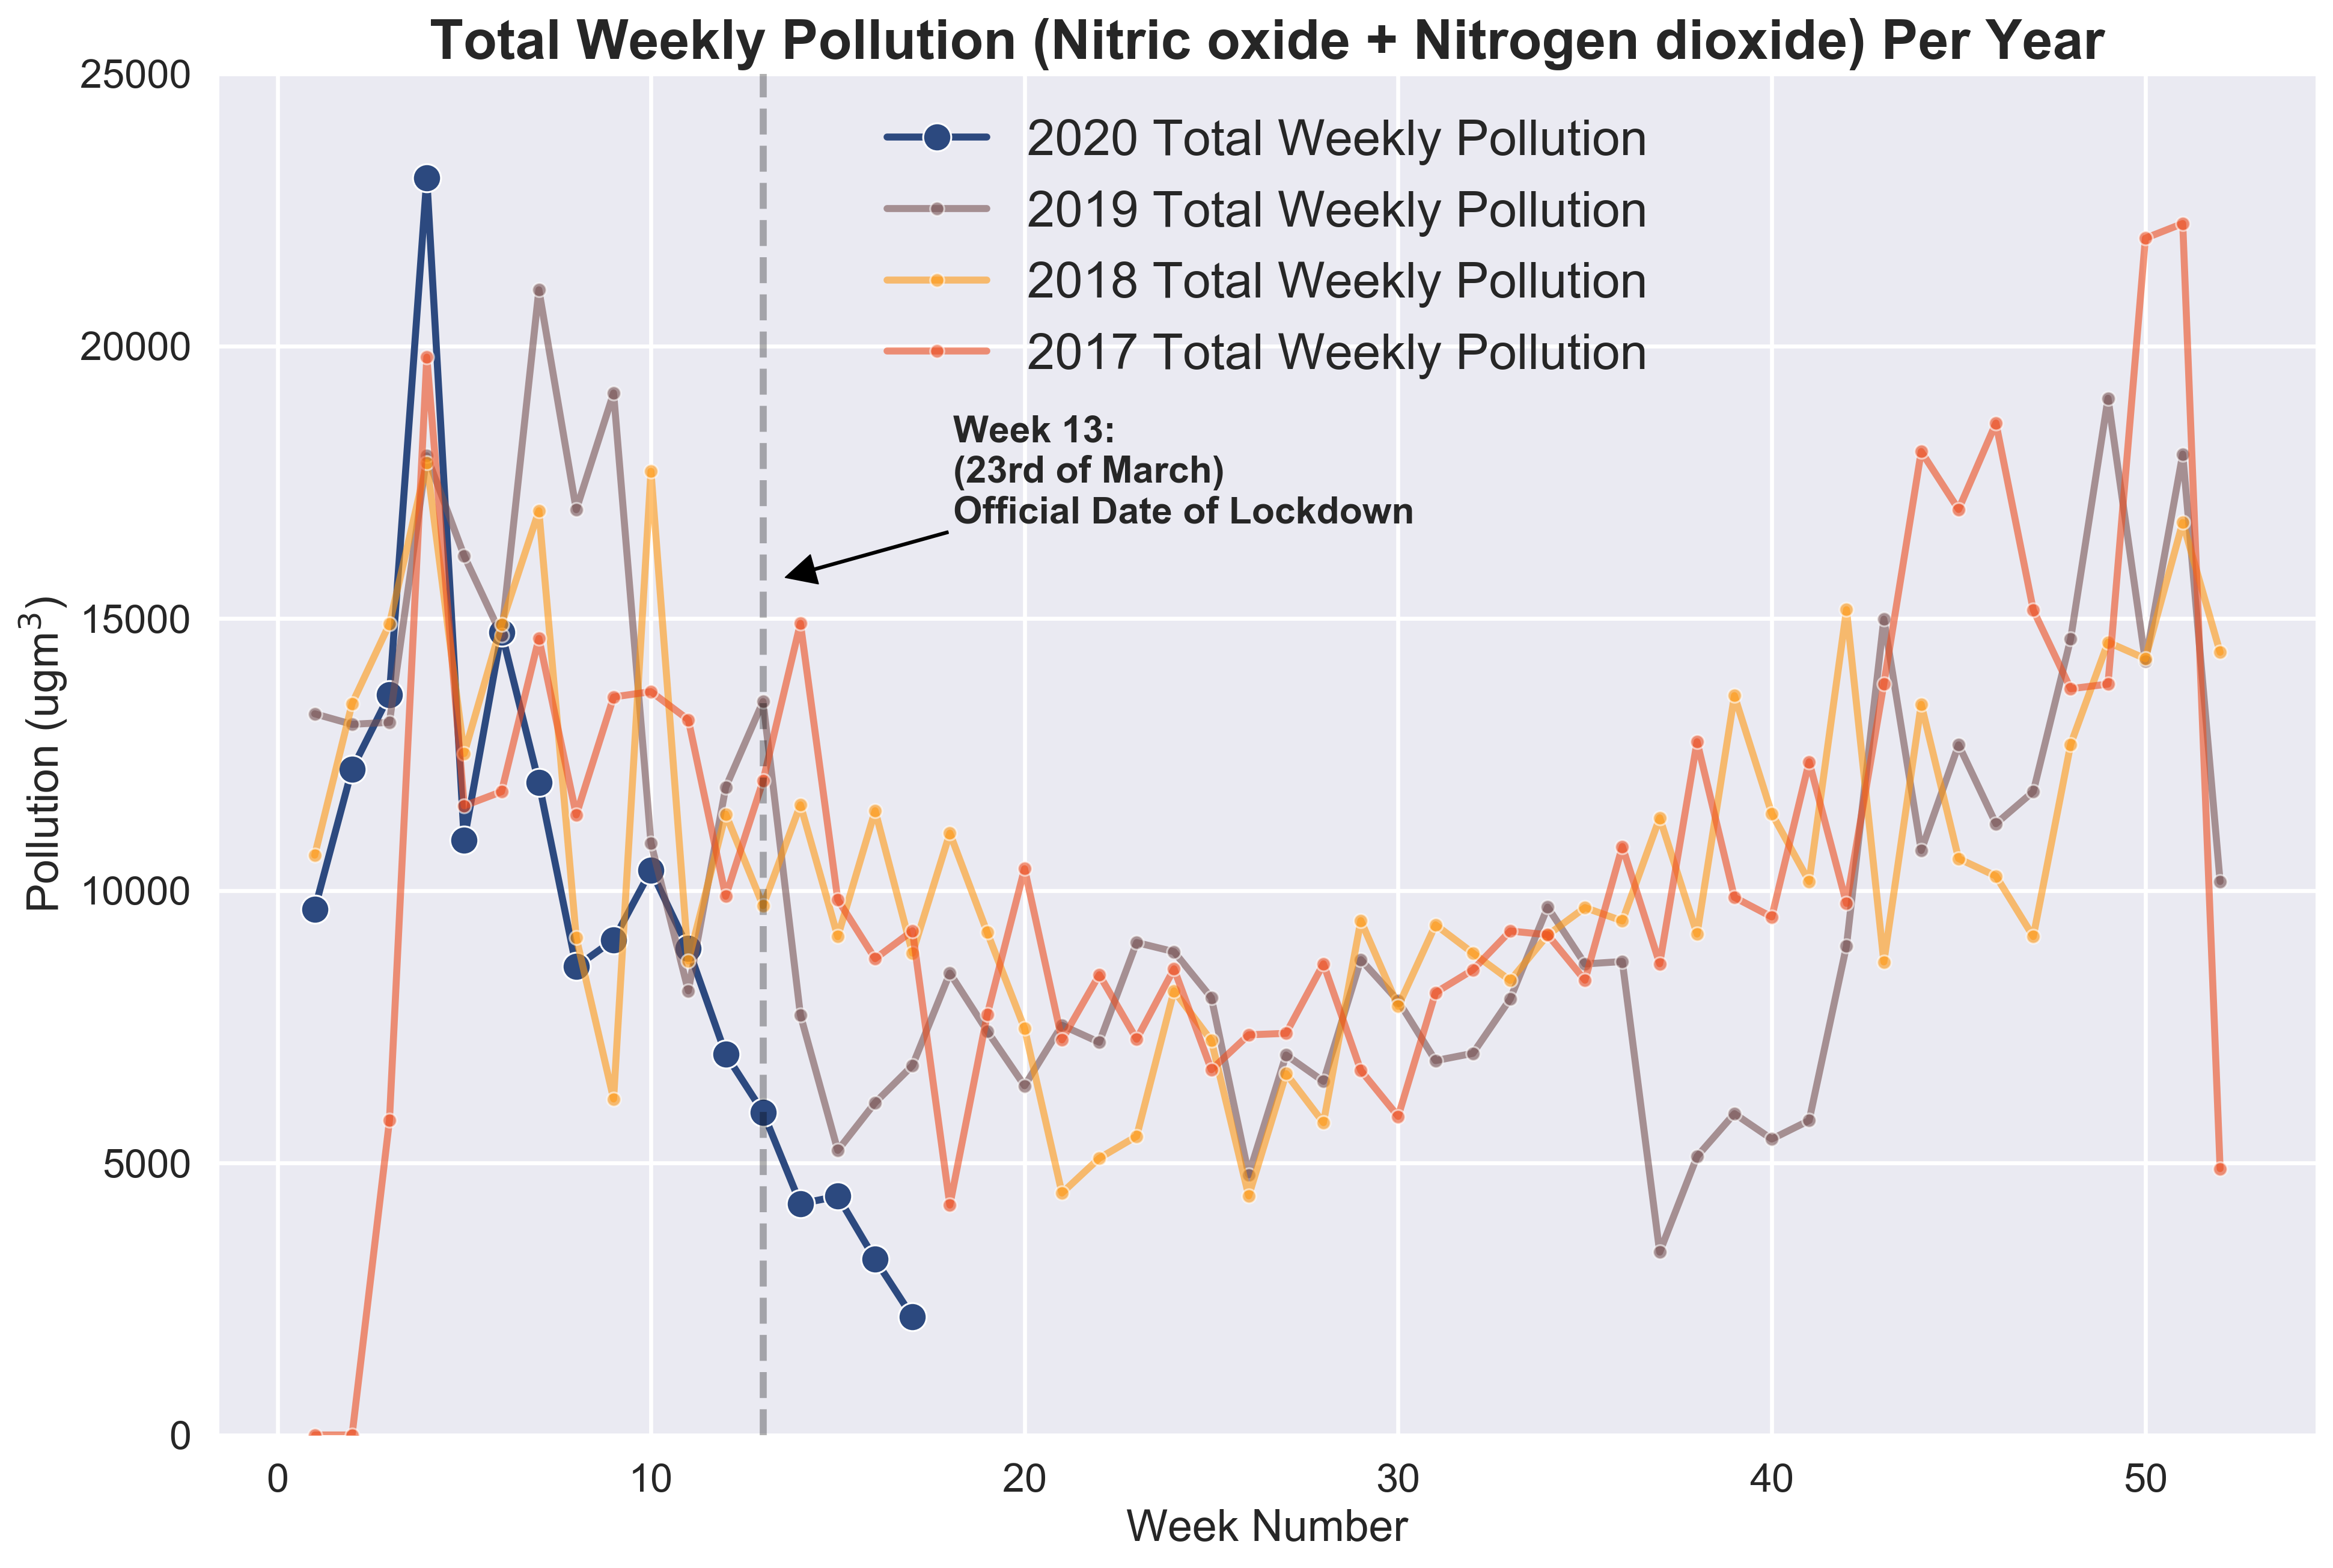 Total Weekly Pollution (Nitric oxide + Nitrogen dioxide) Per Year
25000
20000
15000
10000
5000
0
Pollution (ugm³)
2020 Total Weekly Pollution
2019 Total Weekly Pollution
2018 Total Weekly Pollution
2017 Total Weekly Pollution
Week 13:
(23rd of March)
Official Date of Lockdown
0 10 20 30 40 50
Week Number